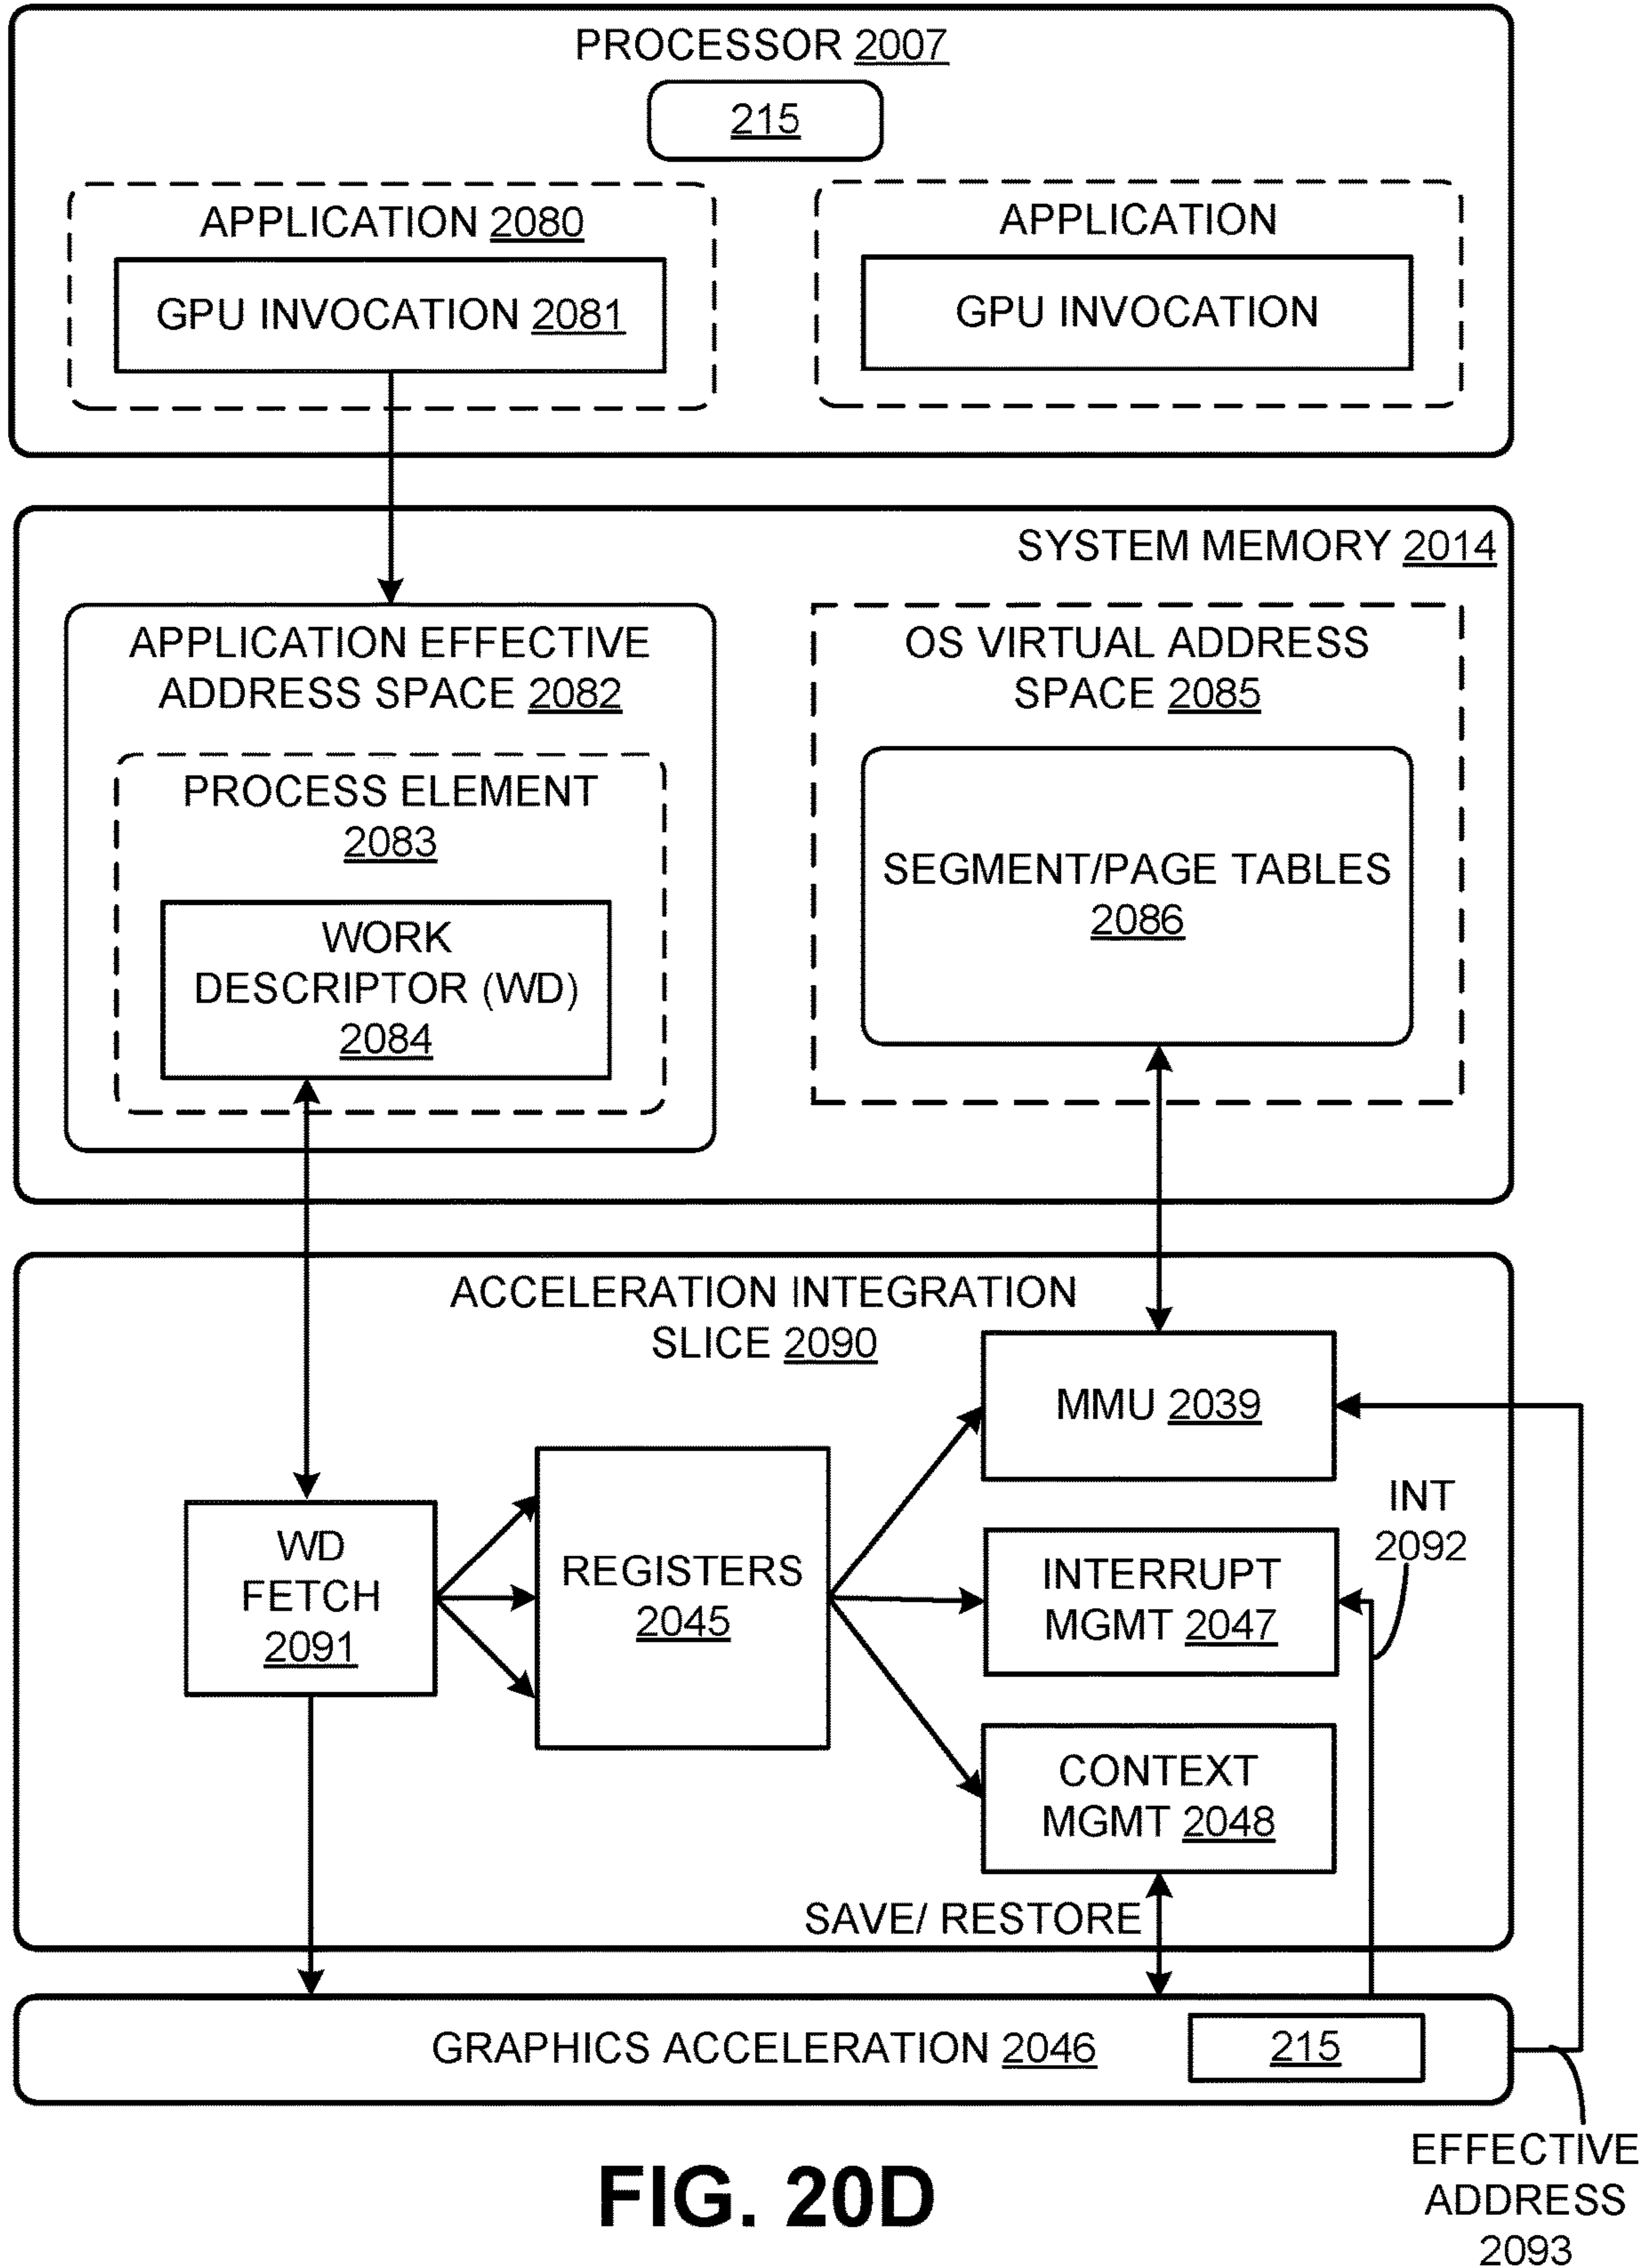 PROCESSOR 2007
215
APPLICATION 2080
GPU INVOCATION 2081
APPLICATION
GPU INVOCATION
SYSTEM MEMORY 2014
APPLICATION EFFECTIVE
ADDRESS SPACE 2082
PROCESS ELEMENT
2083
WORK
DESCRIPTOR (WD)
2084
OS VIRTUAL ADDRESS
SPACE 2085
SEGMENT/PAGE TABLES
2086
ACCELERATION INTEGRATION
SLICE 2090
MMU 2039
WD
FETCH
2091
REGISTERS
2045
INTERRUPT
MGMT 2047
INT
2092
CONTEXT
MGMT 2048
SAVE/ RESTORE
GRAPHICS ACCELERATION 2046
215
EFFECTIVE
ADDRESS
2093
FIG. 20D